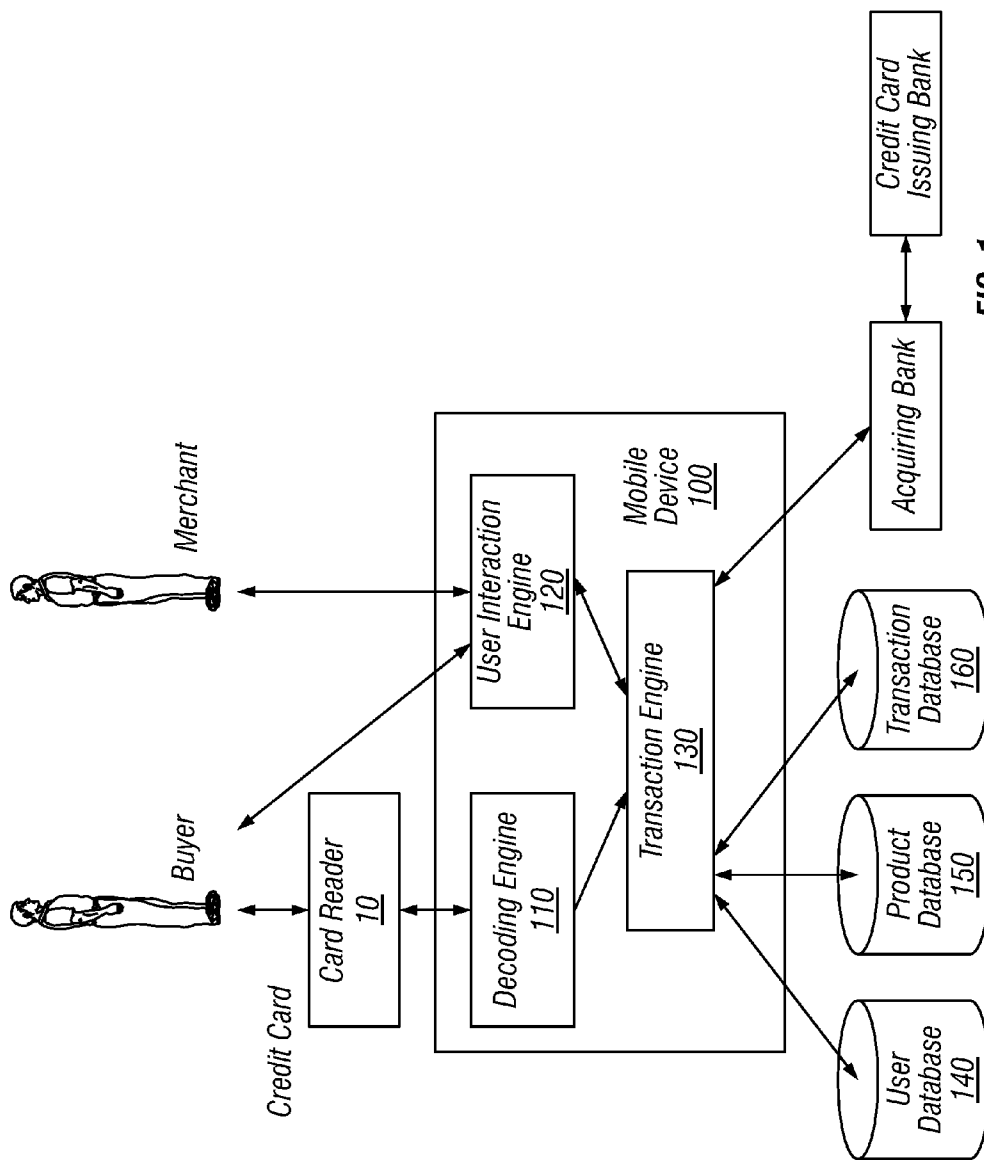 Buyer
Merchant
Credit Card
Card Reader
10
Decoding Engine
110
User Interaction
Engine
120
Mobile
Device
100
Transaction Engine
130
User
Database
140
Product
Database
150
Transaction
Database
160
Acquiring Bank
Credit Card
Issuing Bank